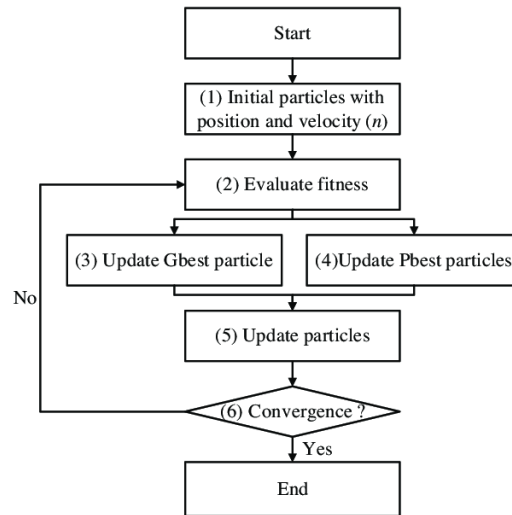 Start
(1) Initial particles with
position and velocity (n)
(2) Evaluate fitness
(3) Update Gbest particle
(4)Update Pbest particles
No
(5) Update particles
(6) Convergence ?
Yes
End